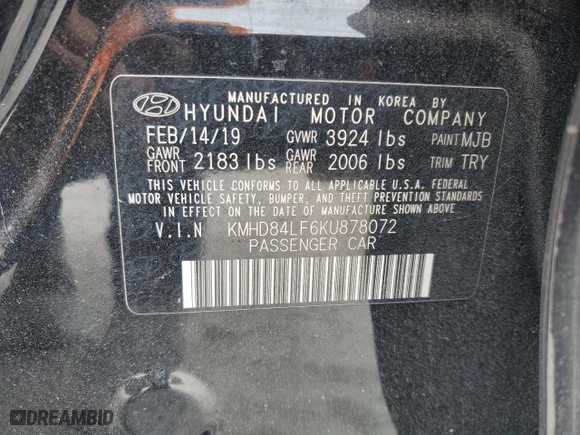 MANUFACTURED IN KOREA BY
HYUNDAI MOTOR COMPANY
FEB/14/19 GVWR 3924 lbs PAINT MJB
GAWR FRONT 2183 lbs GAWR REAR 2006 lbs TRIM TRY
THIS VEHICLE CONFORMS TO ALL APPLICABLE U.S.A. FEDERAL
MOTOR VEHICLE SAFETY, BUMPER, AND THEFT PREVENTION STANDARDS
IN EFFECT ON THE DATE OF MANUFACTURE SHOWN ABOVE.
V.I.N KMHD84LF6KU878072
PASSENGER CAR
DREAMBID